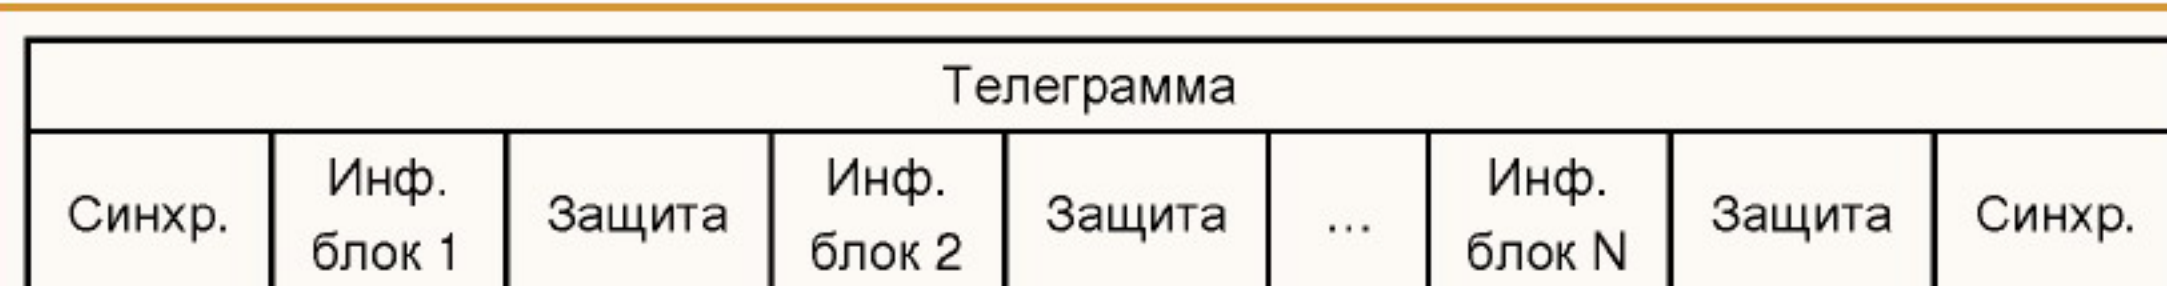 Телеграмма
Синхр.
Инф.
блок 1
Защита
Инф.
блок 2
Защита
...
Инф.
блок N
Защита
Синхр.